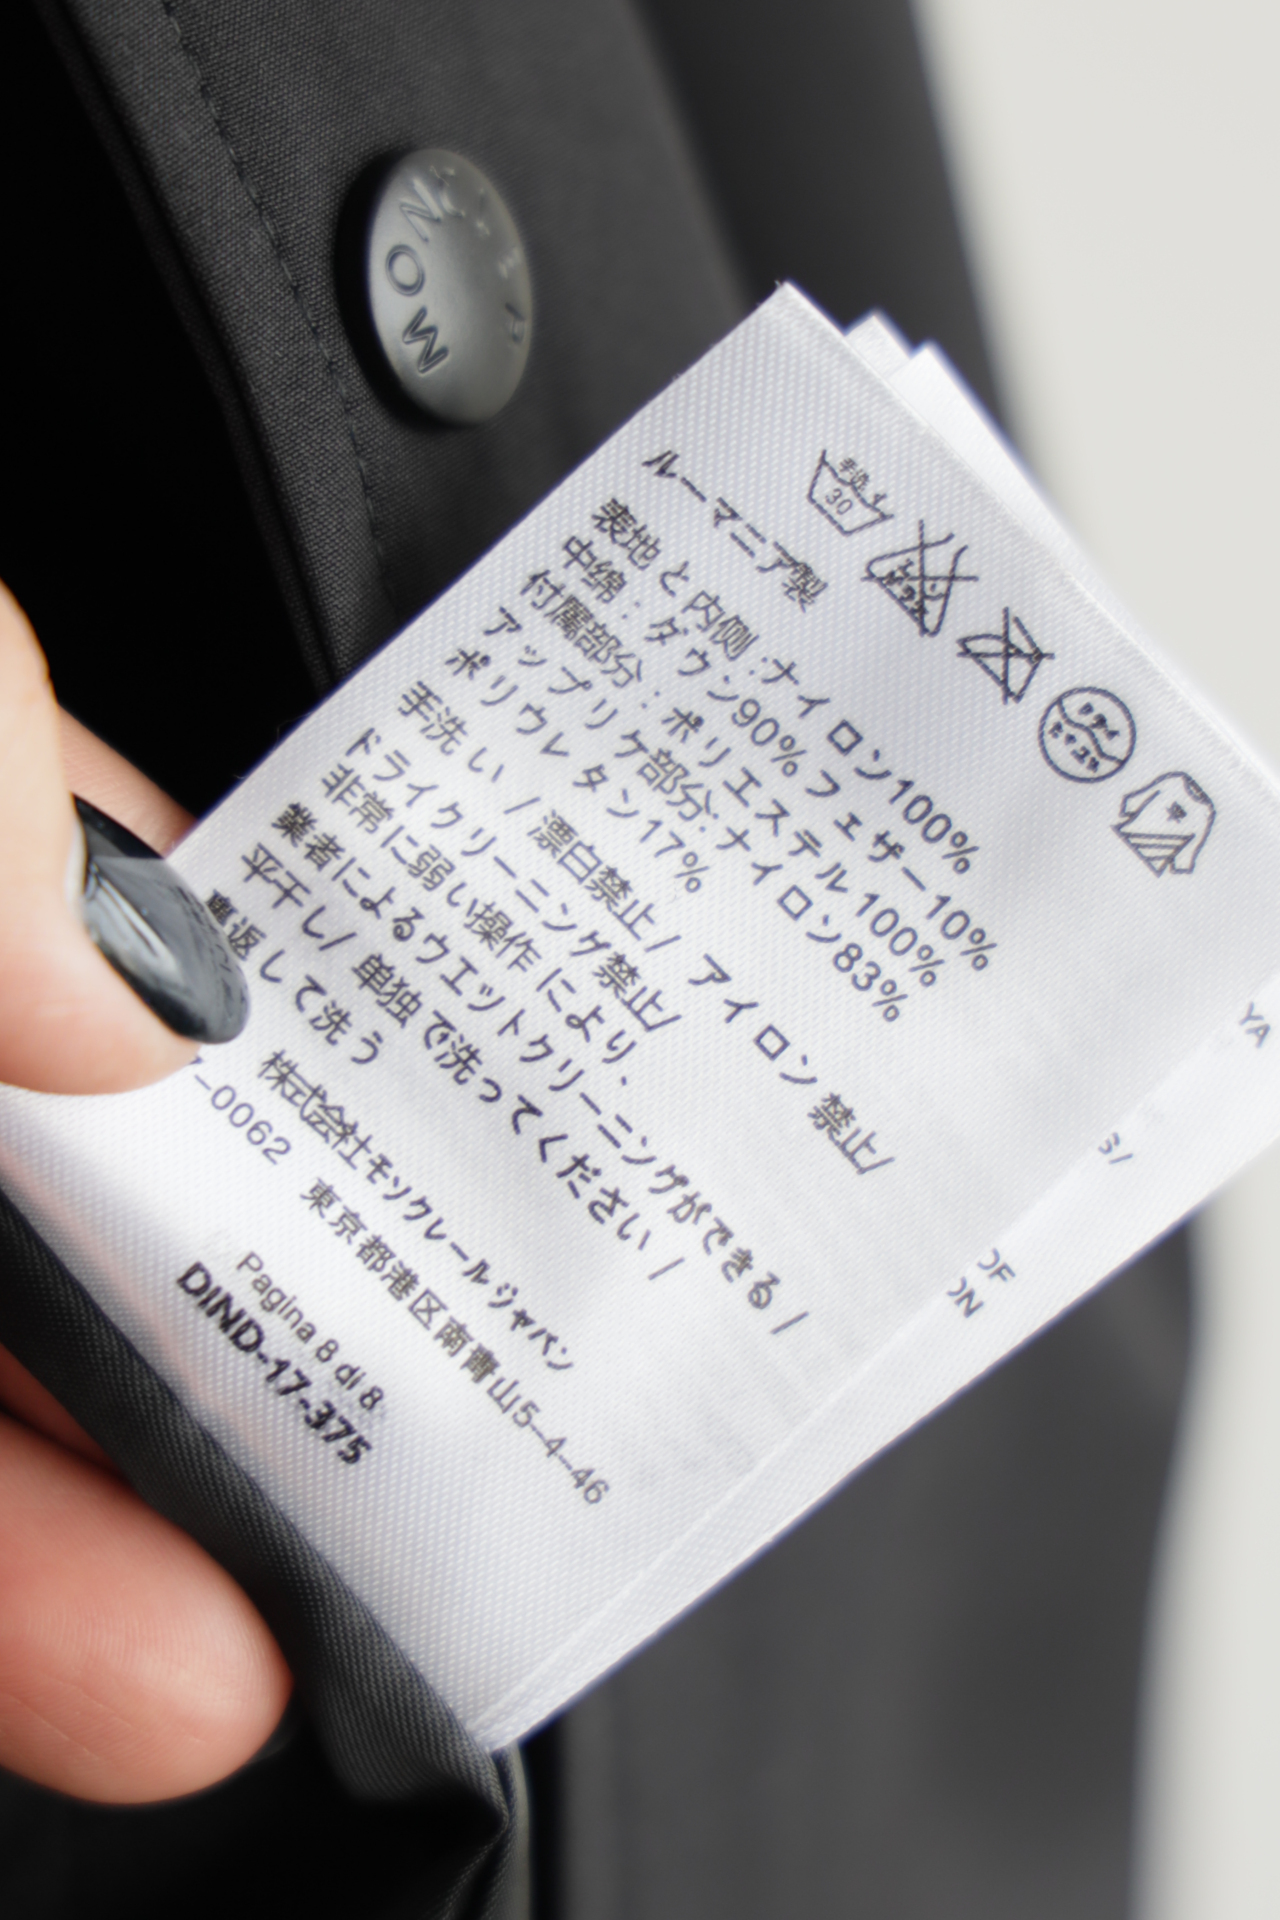 MONCLER
手洗イ
30
ルーマニア製
表地と内側:ナイロン100%
中绵:ダウン90%フェザー10%
付属部分:ポリエステル100%
アップリケ部分:ナイロン83%
ポリウレタン17%
手洗い/漂白禁止/アイロン禁止/
ドライクリーニング禁止/
非常に弱い操作により、
業者によるウエットクリーニングができる/
平干し/単独で洗ってください/
裏返して洗う
株式会社モンクレールジャパン
-0062 東京都港区南青山5-4-46
Pagina 8 di 8
DIND-17-375
YA
S/
OF
ON